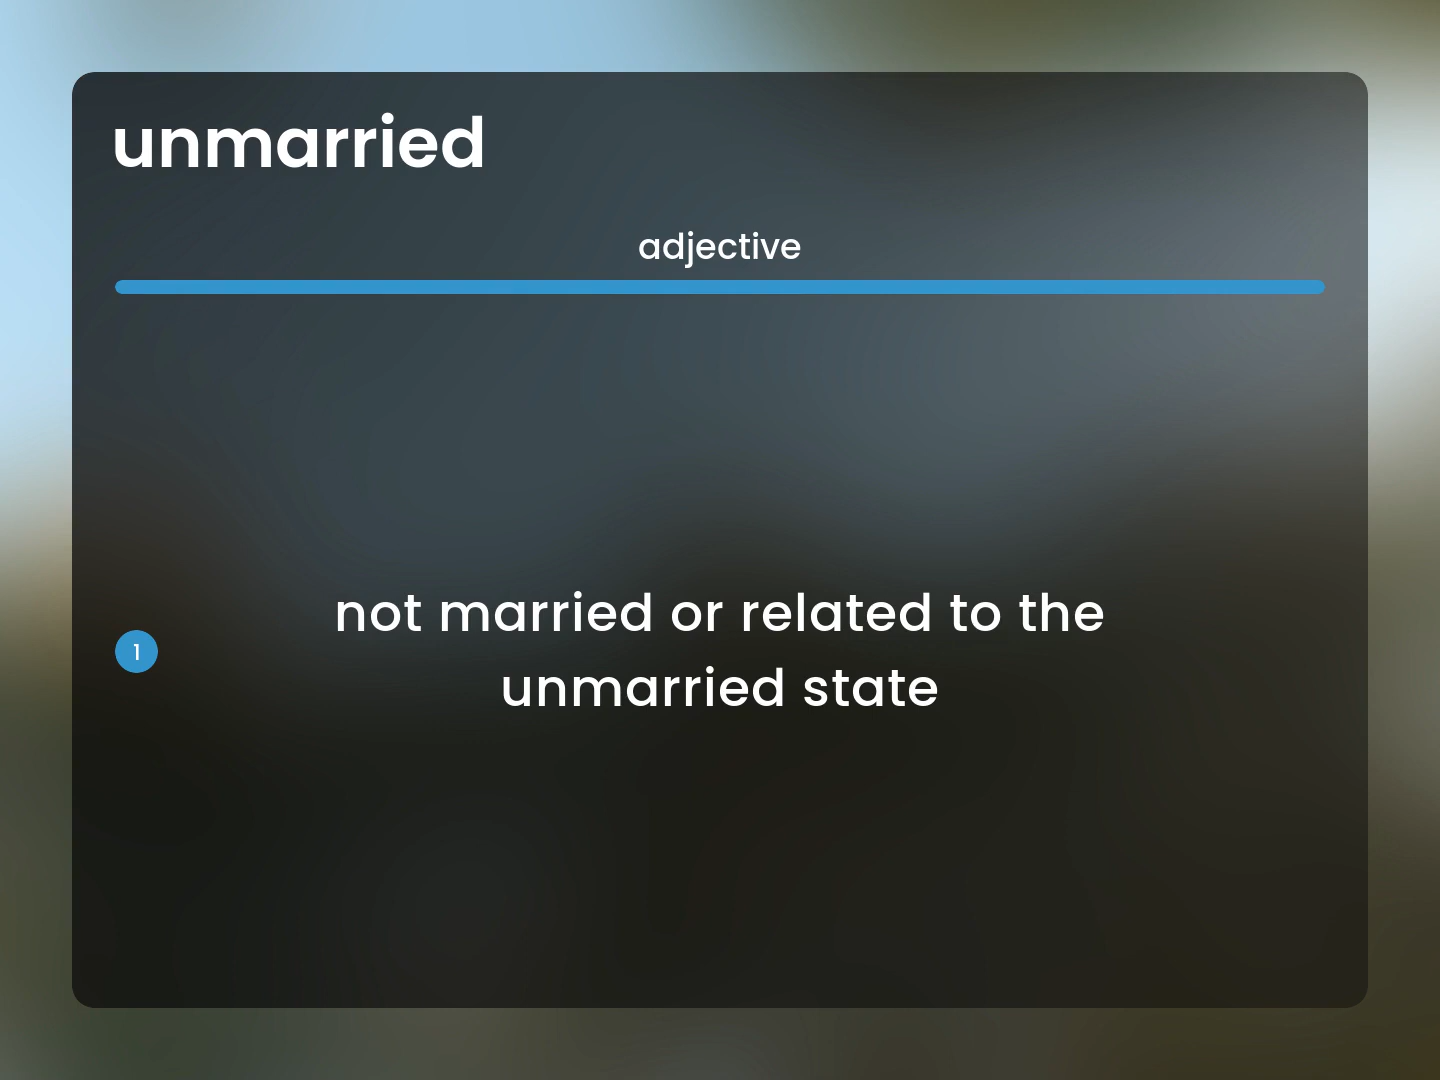 unmarried
adjective
1
not married or related to the
unmarried state